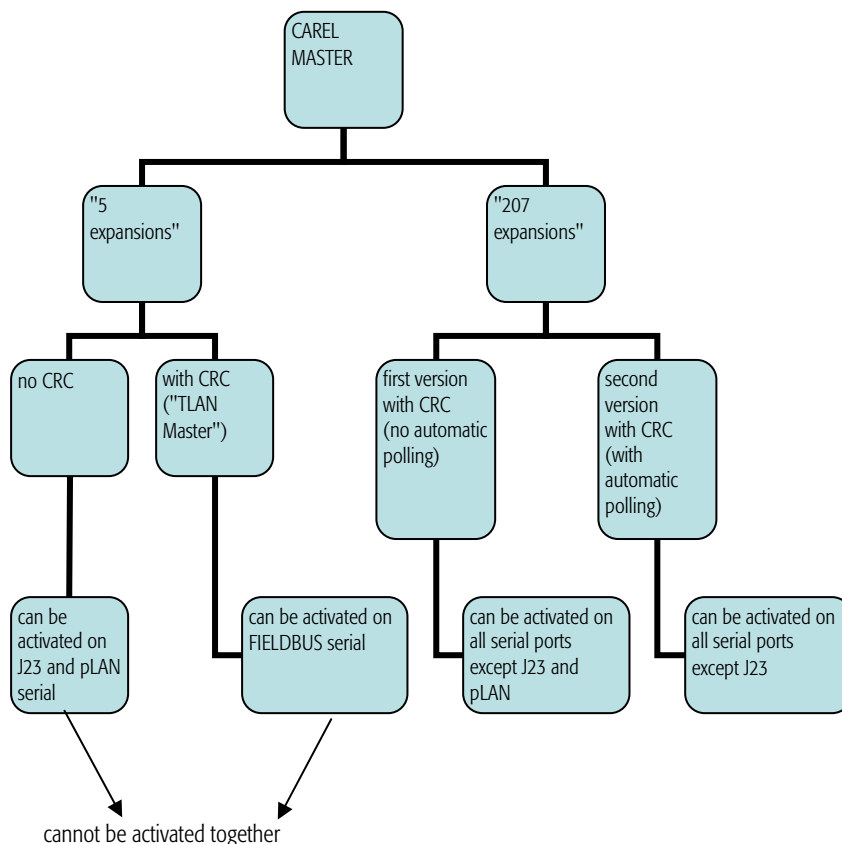 CAREL
MASTER
"5
expansions"
"207
expansions"
no CRC
with CRC
("TLAN
Master")
first version
with CRC
(no automatic
polling)
second
version
with CRC
(with
automatic
polling)
can be
activated on
J23 and pLAN
serial
can be activated on
FIELDBUS serial
can be activated on
all serial ports
except J23 and
pLAN
can be activated on
all serial ports
except J23
cannot be activated together